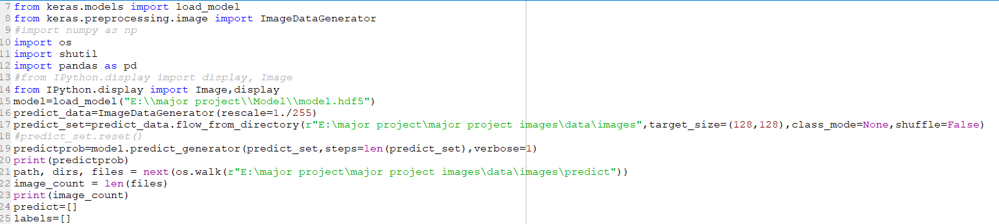 7 from keras.models import load_model
8 from keras.preprocessing.image import ImageDataGenerator
9 #import numpy as np
10 import os
11 import shutil
12 import pandas as pd
13 #from IPython.display import display, Image
14 from IPython.display import Image,display
15 model=load_model("E:\\major project\\Model\\model.hdf5")
16 predict_data=ImageDataGenerator(rescale=1./255)
17 predict_set=predict_data.flow_from_directory(r"E:\major project\major project images\data\images",target_size=(128,128),class_mode=None,shuffle=False)
18 #predict_set.reset()
19 predictprob=model.predict_generator(predict_set,steps=len(predict_set),verbose=1)
20 print(predictprob)
21 path, dirs, files = next(os.walk(r"E:\major project\major project images\data\images\predict"))
22 image_count = len(files)
23 print(image_count)
24 predict=[]
25 labels=[]